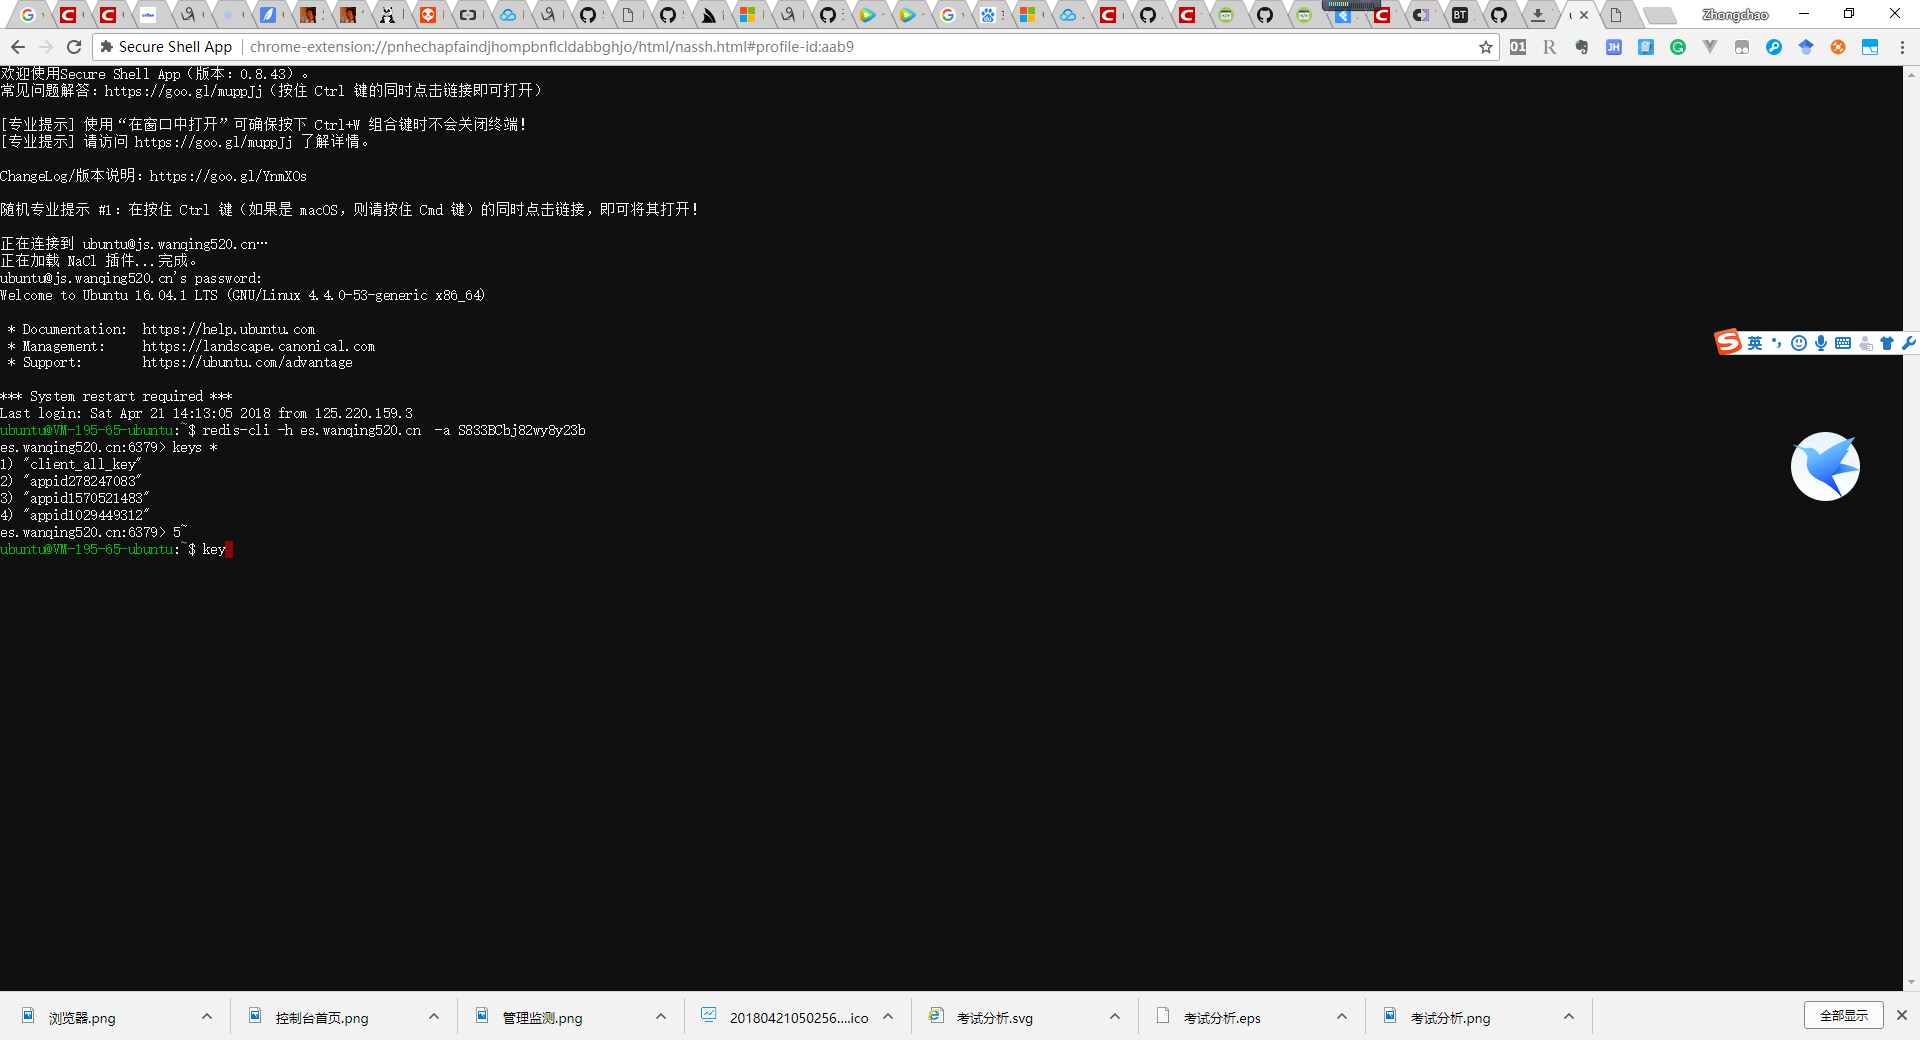 Zhongchao
Secure Shell App | chrome-extension://pnhechapfaindjhompbnflcldabbghjo/html/nassh.html#profile-id:aab9
欢迎使用Secure Shell App（版本：0.8.43）。
常见问题解答：https://goo.gl/muppJj（按住 Ctrl 键的同时点击链接即可打开）
[专业提示] 使用“在窗口中打开”可确保按下 Ctrl+W 组合键时不会关闭终端！
[专业提示] 请访问 https://goo.gl/muppJj 了解详情。
ChangeLog/版本说明：https://goo.gl/YnmXOs
随机专业提示 #1：在按住 Ctrl 键（如果是 macOS，则请按住 Cmd 键）的同时点击链接，即可将其打开！
正在连接到 ubuntu@js.wanqing520.cn…
正在加载 NaCl 插件...完成。
ubuntu@js.wanqing520.cn's password:
Welcome to Ubuntu 16.04.1 LTS (GNU/Linux 4.4.0-53-generic x86_64)
* Documentation:  https://help.ubuntu.com
* Management:     https://landscape.canonical.com
* Support:        https://ubuntu.com/advantage
*** System restart required ***
Last login: Sat Apr 21 14:13:05 2018 from 125.220.159.3
ubuntu@VM-195-65-ubuntu:~$ redis-cli -h es.wanqing520.cn  -a S833BCbj82wy8y23b
es.wanqing520.cn:6379> keys *
1) "client_all_key"
2) "appid278247083"
3) "appid1570521483"
4) "appid1029449312"
es.wanqing520.cn:6379> 5~
ubuntu@VM-195-65-ubuntu:~$ key
英
浏览器.png
控制台首页.png
管理监测.png
20180421050256....ico
考试分析.svg
考试分析.eps
考试分析.png
全部显示